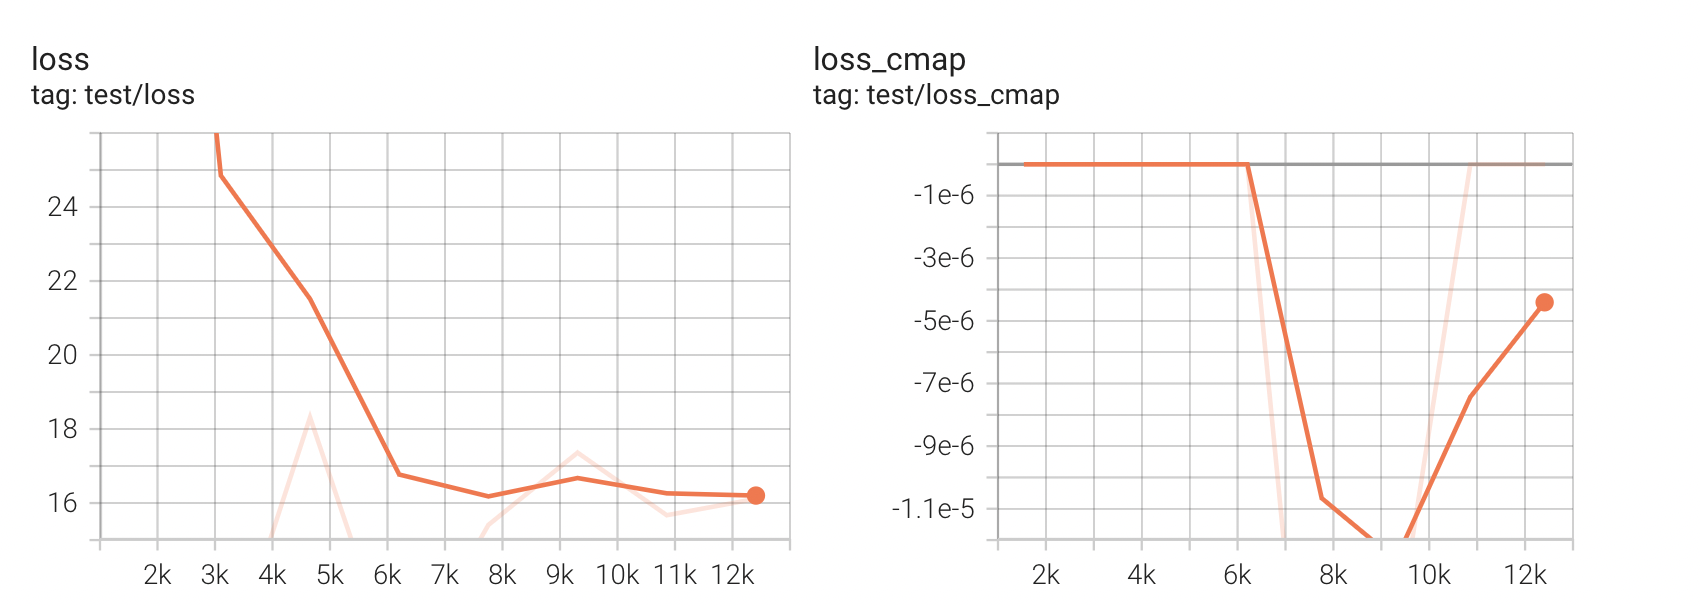 loss
tag: test/loss
24
22
20
18
16
2k 3k 4k 5k 6k 7k 8k 9k 10k 11k 12k
loss_cmap
tag: test/loss_cmap
-1e-6
-3e-6
-5e-6
-7e-6
-9e-6
-1.1e-5
2k 4k 6k 8k 10k 12k